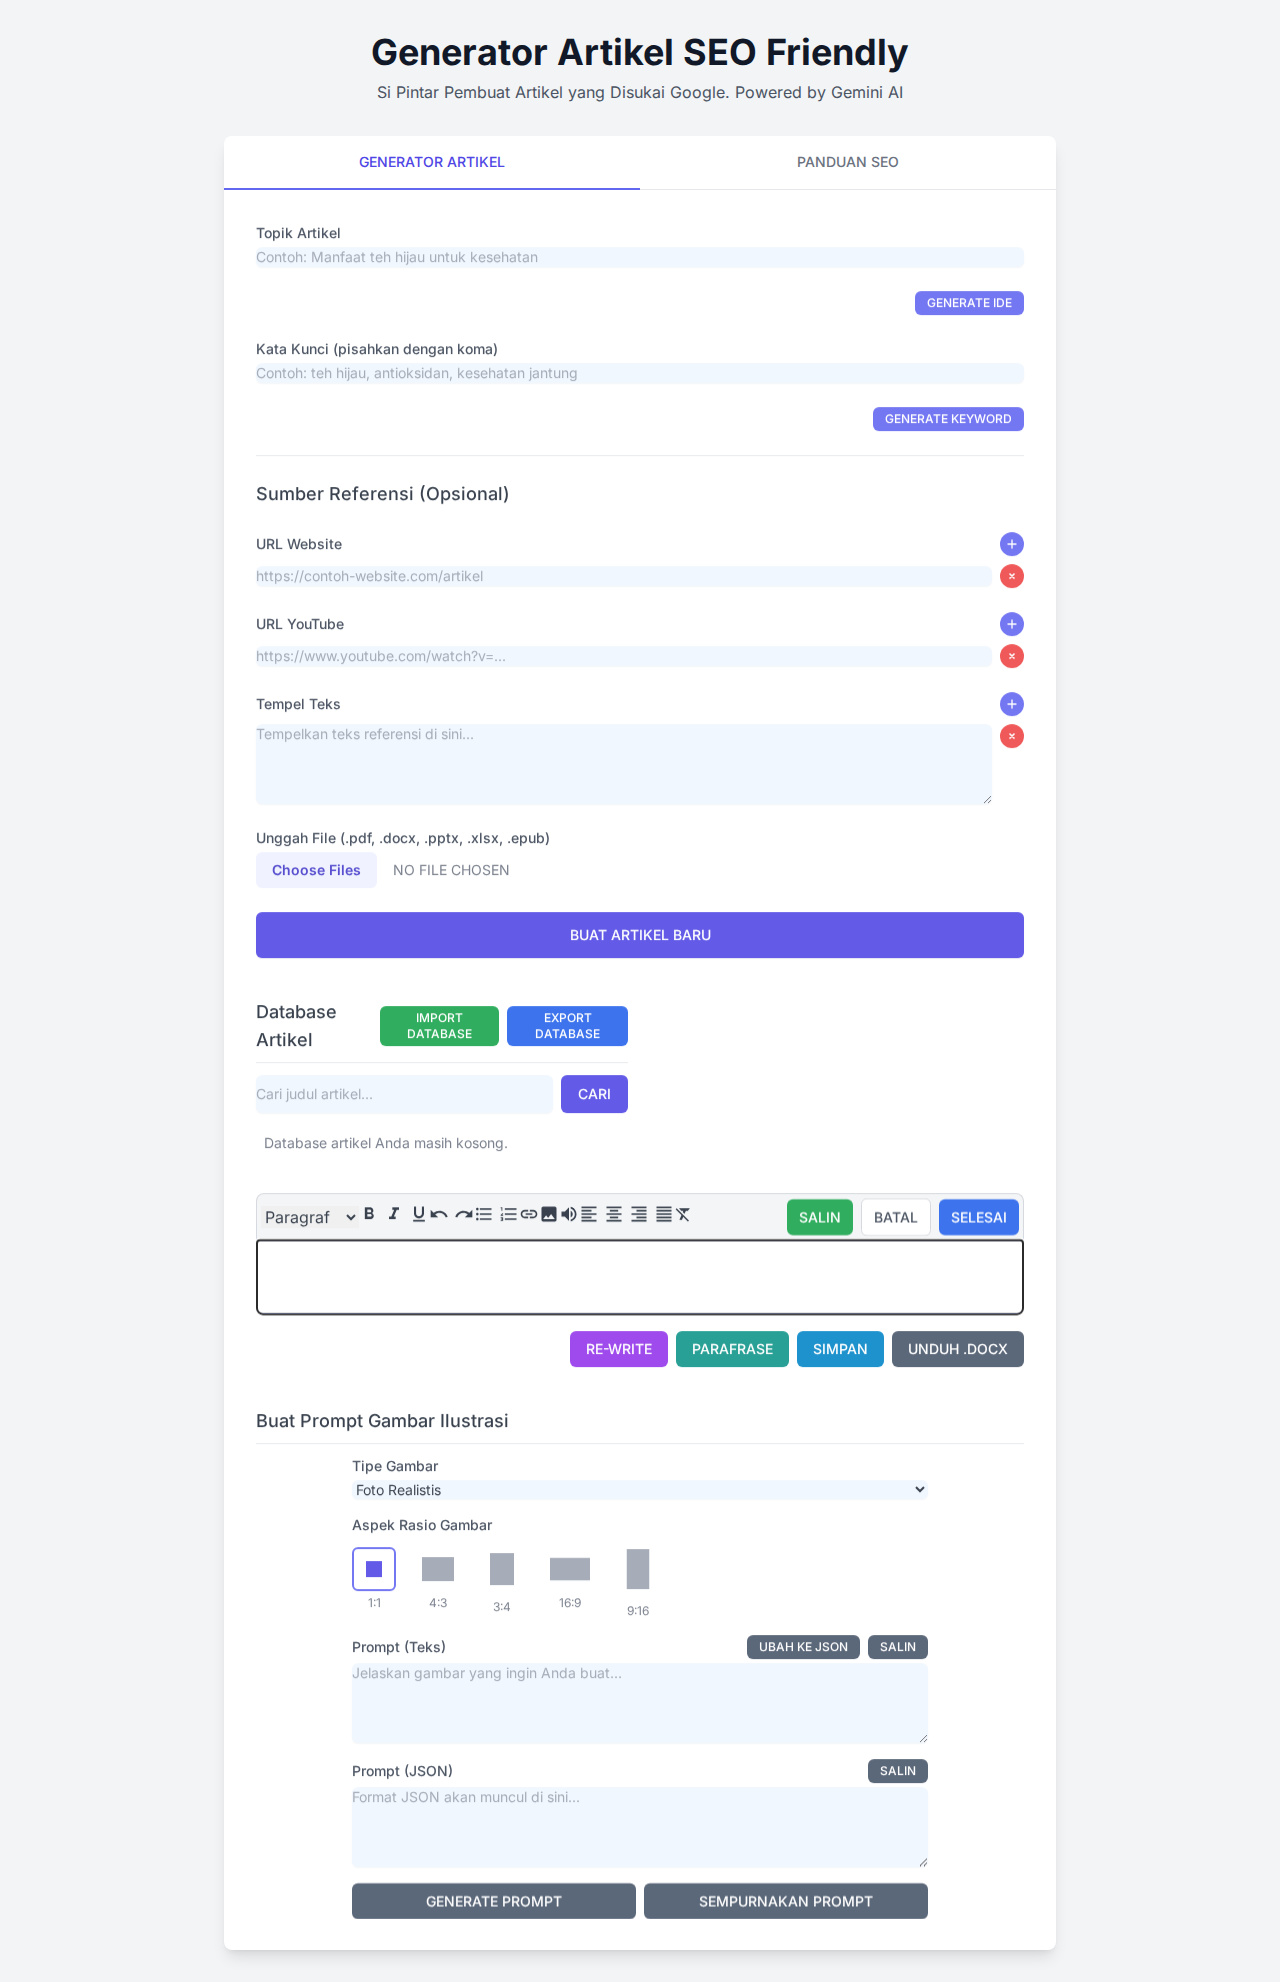 Generator Artikel SEO Friendly
Si Pintar Pembuat Artikel yang Disukai Google. Powered by Gemini AI
GENERATOR ARTIKEL
PANDUAN SEO
Topik Artikel
Contoh: Manfaat teh hijau untuk kesehatan
GENERATE IDE
Kata Kunci (pisahkan dengan koma)
Contoh: teh hijau, antioksidan, kesehatan jantung
GENERATE KEYWORD
Sumber Referensi (Opsional)
URL Website
https://contoh-website.com/artikel
URL YouTube
https://www.youtube.com/watch?v=...
Tempel Teks
Tempelkan teks referensi di sini...
Unggah File (.pdf, .docx, .pptx, .xlsx, .epub)
Choose Files NO FILE CHOSEN
BUAT ARTIKEL BARU
Database
Artikel
IMPORT
DATABASE
EXPORT
DATABASE
Cari judul artikel...
CARI
Database artikel Anda masih kosong.
Paragraf
SALIN
BATAL
SELESAI
RE-WRITE
PARAFRASE
SIMPAN
UNDUH .DOCX
Buat Prompt Gambar Ilustrasi
Tipe Gambar
Foto Realistis
Aspek Rasio Gambar
1:1
4:3
3:4
16:9
9:16
Prompt (Teks)
UBAH KE JSON
SALIN
Jelaskan gambar yang ingin Anda buat...
Prompt (JSON)
SALIN
Format JSON akan muncul di sini...
GENERATE PROMPT
SEMPURNAKAN PROMPT